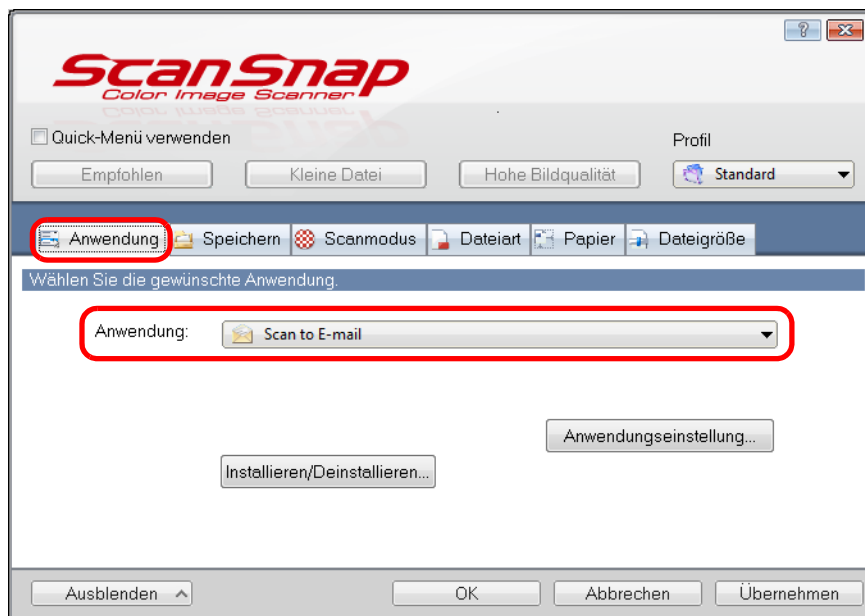 ?
ScanSnap
Color Image Scanner
Quick-Menü verwenden
Profil
Empfohlen Kleine Datei Hohe Bildqualität Standard
Anwendung Speichern Scanmodus Dateiart Papier Dateigröße
Wählen Sie die gewünschte Anwendung.
Anwendung: Scan to E-mail
Anwendungseinstellung...
Installieren/Deinstallieren...
Ausblenden OK Abbrechen Übernehmen